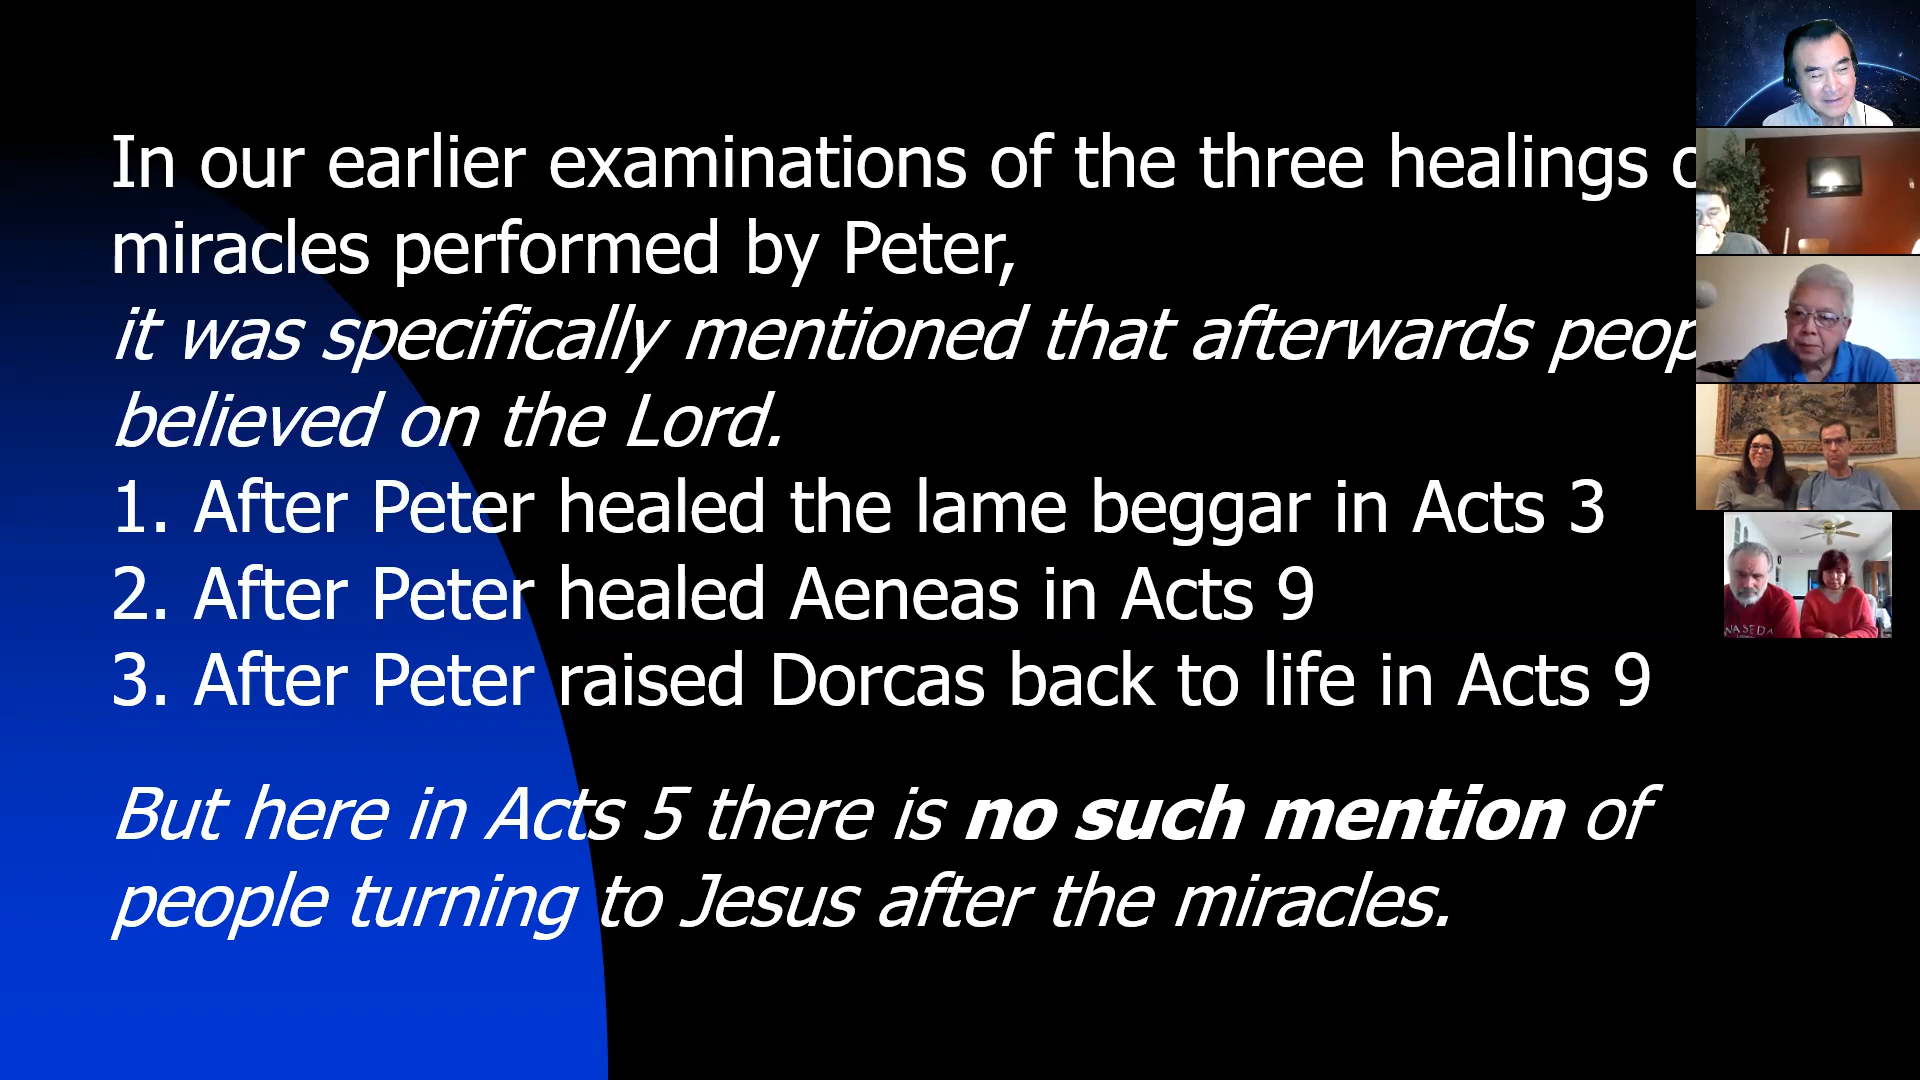 In our earlier examinations of the three healings
miracles performed by Peter,
it was specifically mentioned that afterwards
believed on the Lord.
1. After Peter healed the lame beggar in Acts 3
2. After Peter healed Aeneas in Acts 9
3. After Peter raised Dorcas back to life in Acts 9
But here in Acts 5 there is no such mention of
people turning to Jesus after the miracles.
WASEDA